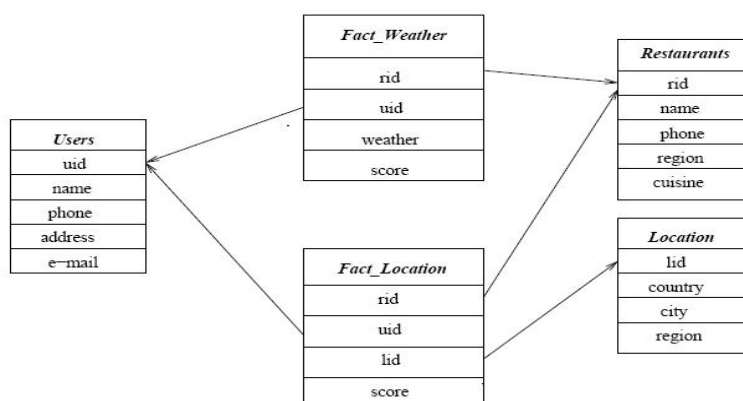 Fact_Weather
rid
uid
weather
score
Users
uid
name
phone
address
e-mail
Fact_Location
rid
uid
lid
score
Restaurants
rid
name
phone
region
cuisine
Location
lid
country
city
region